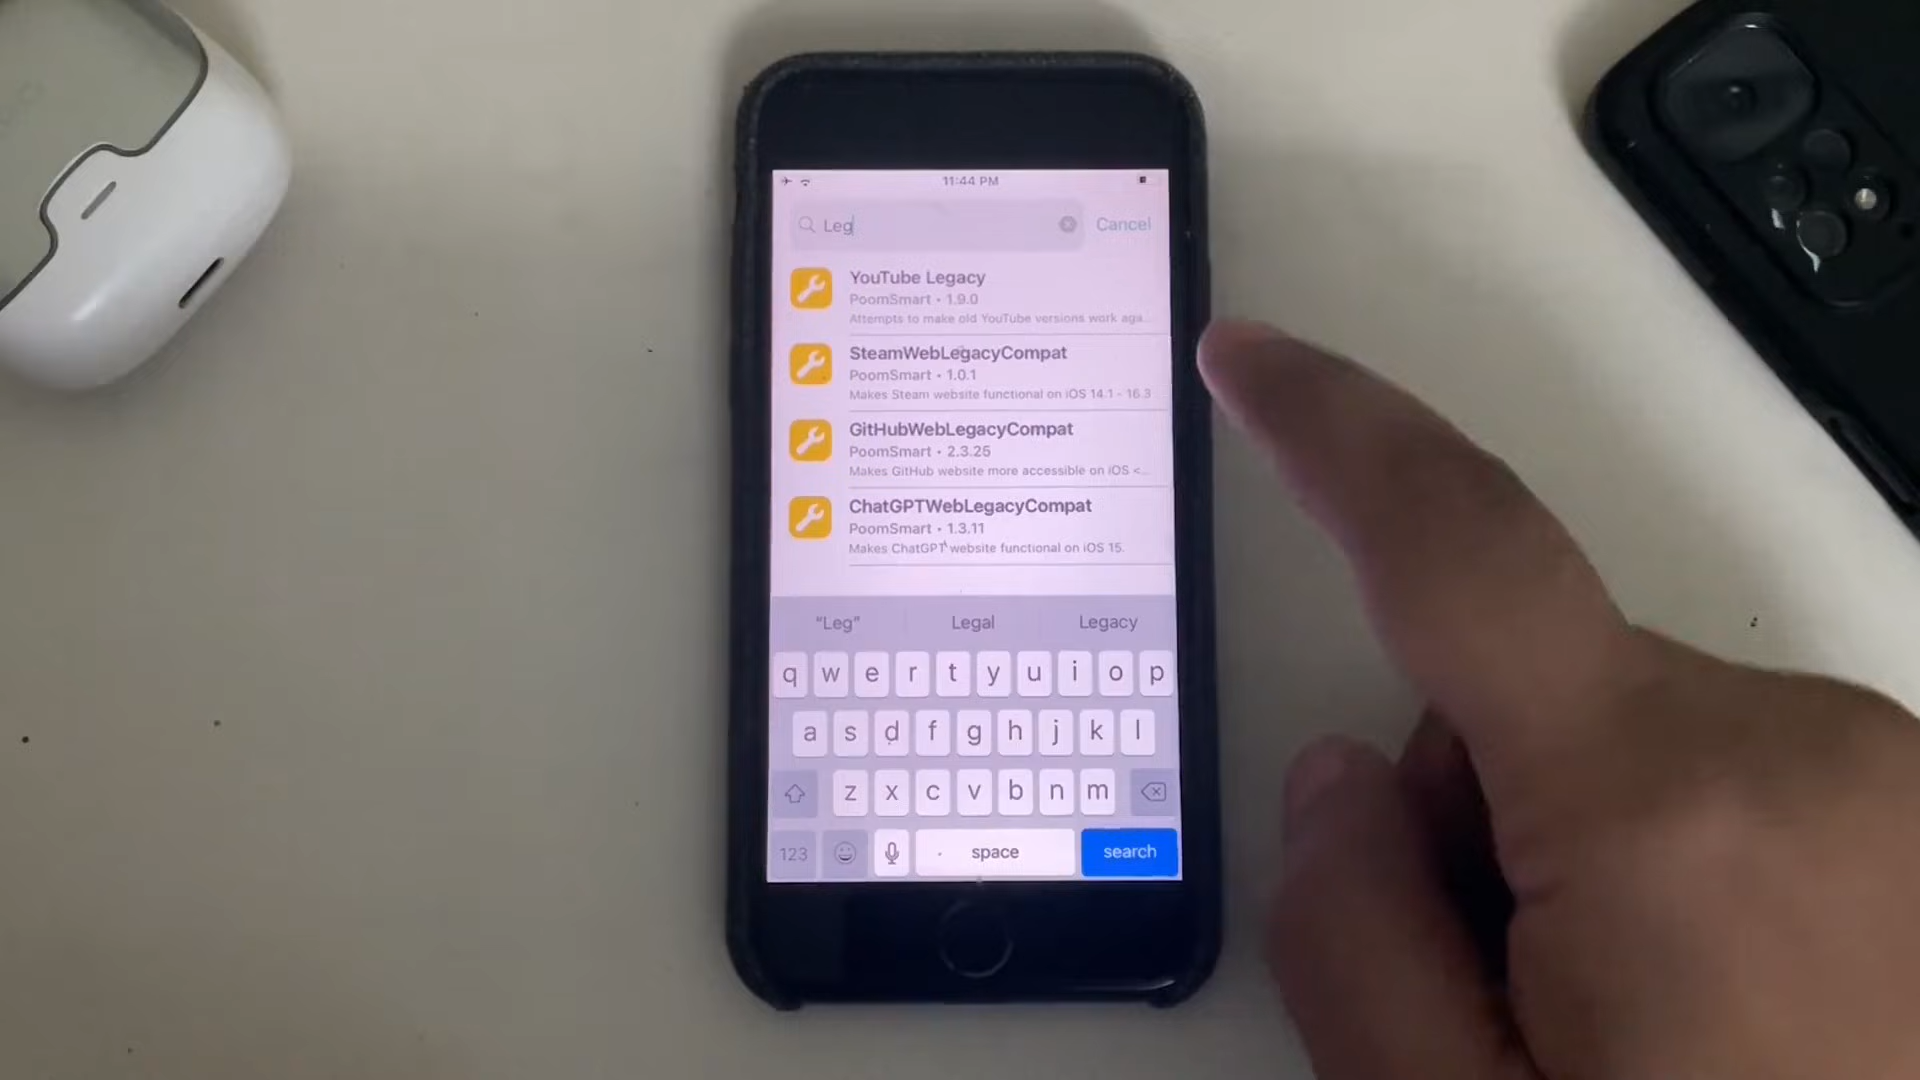 11:44 PM
Leg
Cancel
YouTube Legacy
PoomSmart • 1.9.0
Attempts to make old YouTube versions work aga...
SteamWebLegacyCompat
PoomSmart • 1.0.1
Makes Steam website functional on iOS 14.1 - 16.3
GitHubWebLegacyCompat
PoomSmart • 2.3.25
Makes GitHub website more accessible on iOS <...
ChatGPTWebLegacyCompat
PoomSmart • 1.3.11
Makes ChatGPT website functional on iOS 15.
"Leg" Legal Legacy
q w e r t y u i o p
a s d f g h j k l
z x c v b n m
123 space search